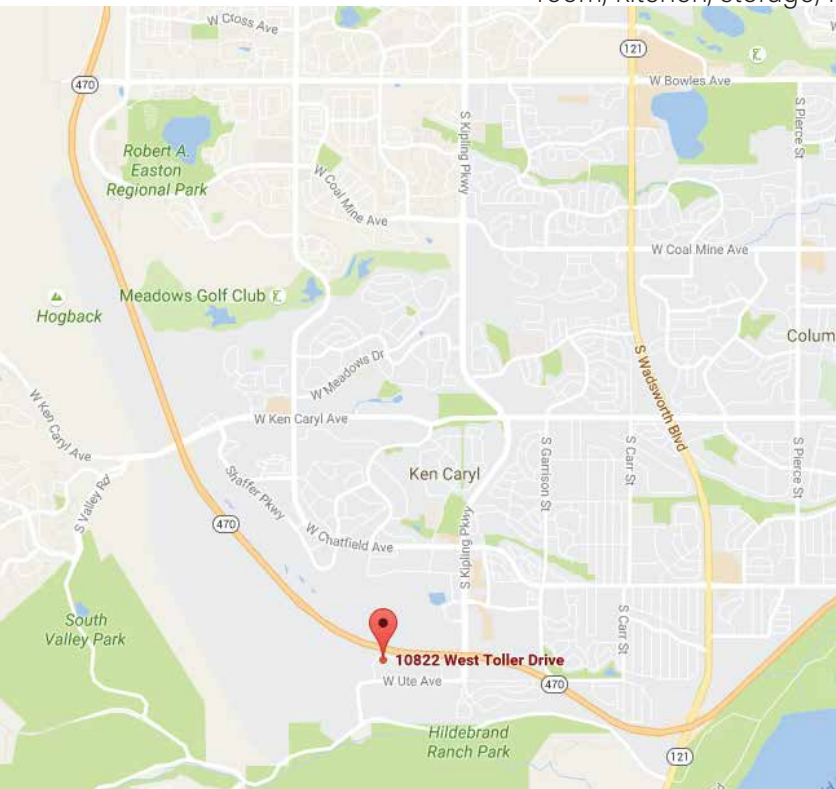 room, kitchen, storage,
W Cross Ave
121
470
W Bowles Ave
S Kipling Pkwy
S Pierce St
Robert A.
Easton
Regional Park
W Coal Mine Ave
W Coal Mine Ave
Meadows Golf Club
Hogback
Colum
S Wadsworth Blvd
W Meadows Dr
W Ken Caryl Ave
W Ken Caryl Ave
Ken Caryl
S Garrison St
S Carr St
S Pierce St
Shaffer Pkwy
S Valley Rd
470
W Chatfield Ave
S Kipling Pkwy
S Carr St
South
Valley Park
10822 West Toller Drive
W Ute Ave
470
Hildebrand
Ranch Park
121